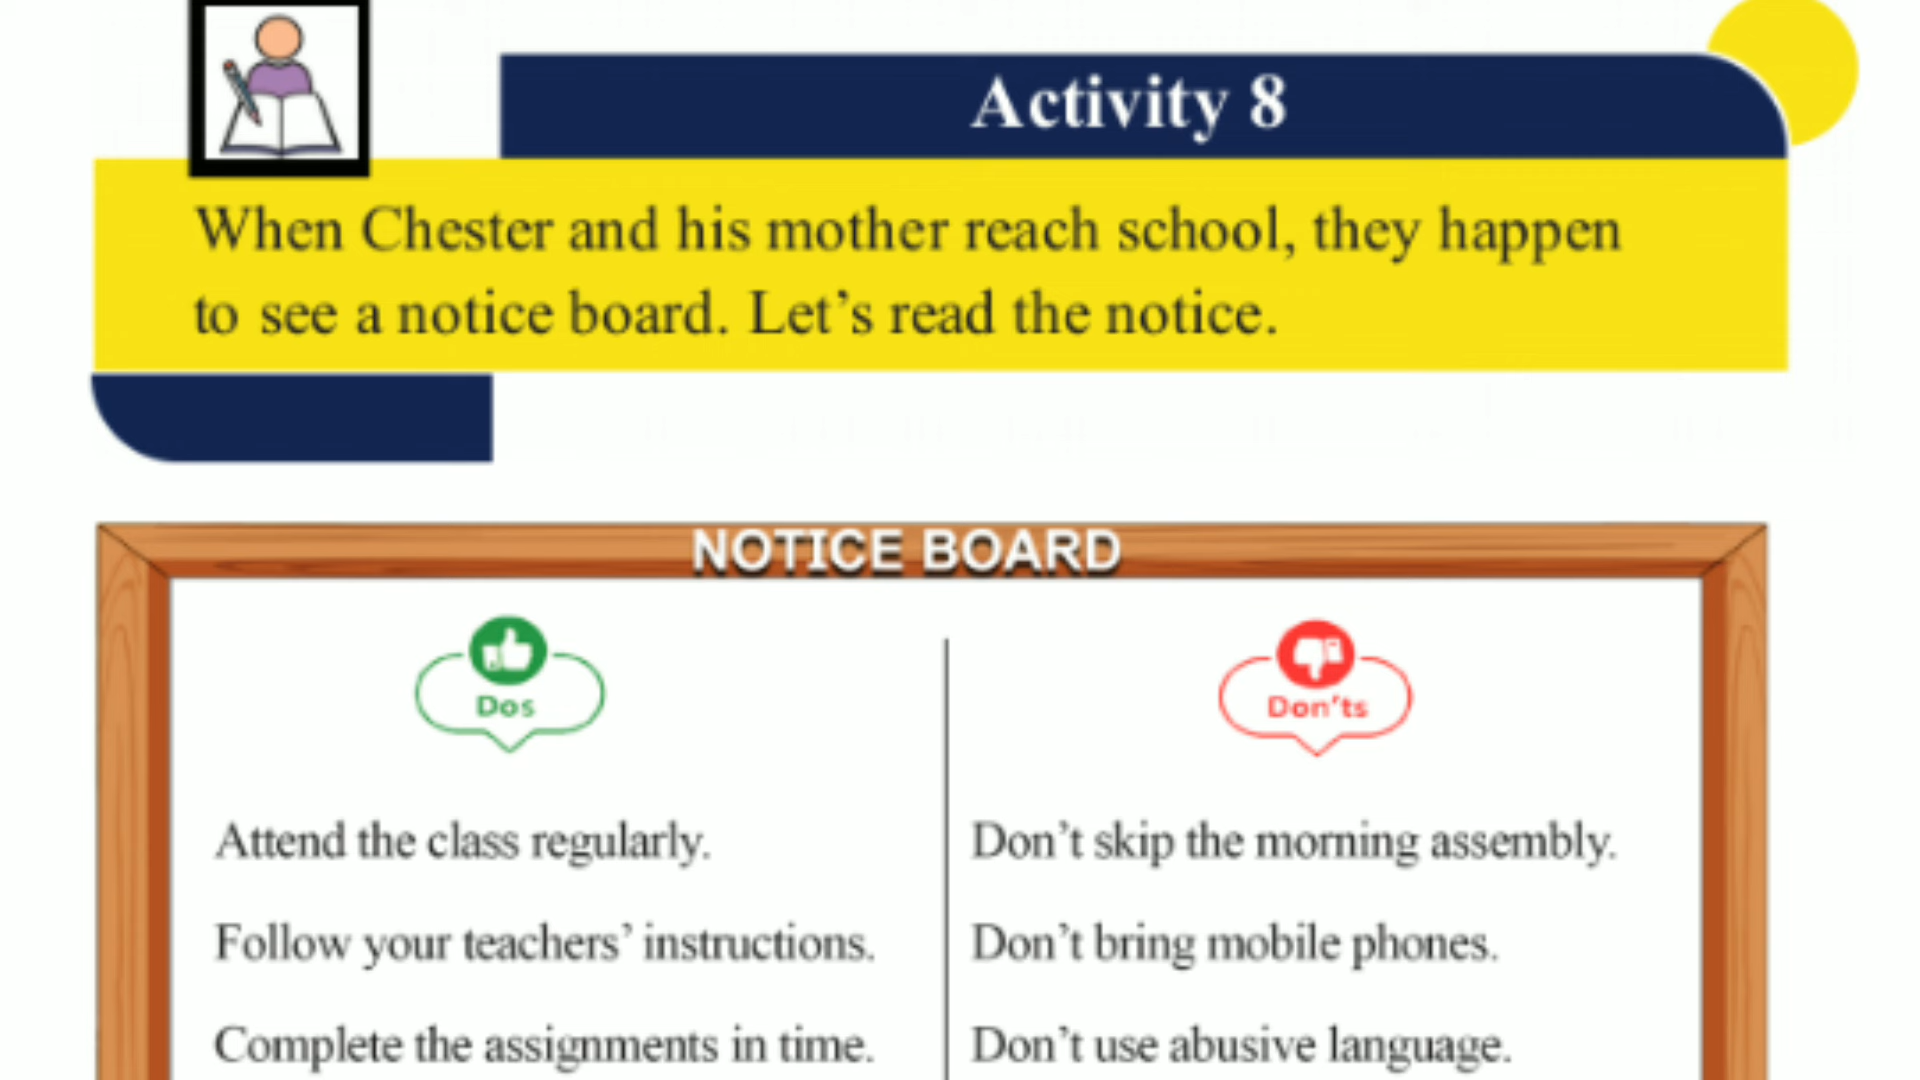 Activity 8
When Chester and his mother reach school, they happen
to see a notice board. Let’s read the notice.
NOTICE BOARD
Dos
Attend the class regularly.
Follow your teachers’ instructions.
Complete the assignments in time.
Don’ts
Don’t skip the morning assembly.
Don’t bring mobile phones.
Don’t use abusive language.